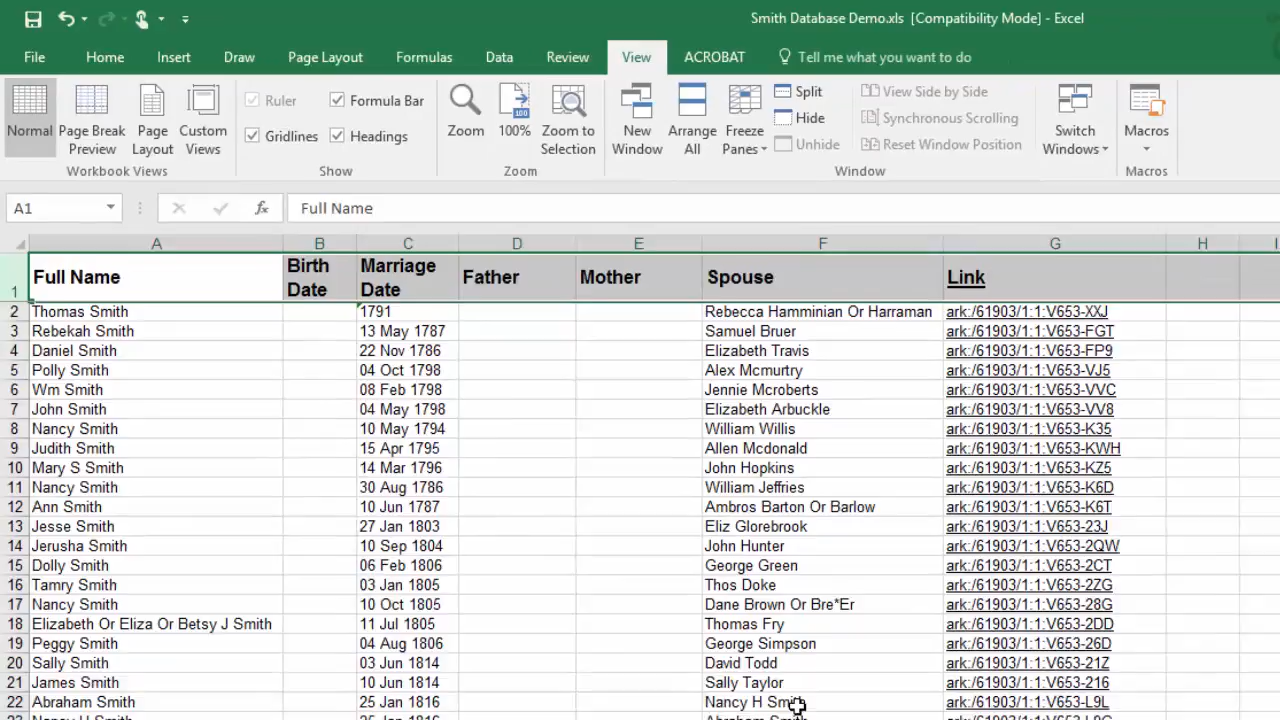 Smith Database Demo.xls [Compatibility Mode] - Excel
File Home Insert Draw Page Layout Formulas Data Review View ACROBAT Tell me what you want to do
Normal Page Break Preview Page Layout Custom Views
Workbook Views
Ruler Formula Bar
Gridlines Headings
Show
Zoom 100% Zoom to Selection
Zoom
New Window Arrange All Freeze Panes
Split
Hide
Unhide
View Side by Side
Synchronous Scrolling
Reset Window Position
Switch Windows
Window
Macros
Macros
A1 fx Full Name
A B C D E F G H
1 Full Name Birth Date Marriage Date Father Mother Spouse Link
2 Thomas Smith 1791 Rebecca Hamminian Or Harraman ark:/61903/1:1:V653-XXJ
3 Rebekah Smith 13 May 1787 Samuel Bruer ark:/61903/1:1:V653-FGT
4 Daniel Smith 22 Nov 1786 Elizabeth Travis ark:/61903/1:1:V653-FP9
5 Polly Smith 04 Oct 1798 Alex Mcmurtry ark:/61903/1:1:V653-VJ5
6 Wm Smith 08 Feb 1798 Jennie Mcroberts ark:/61903/1:1:V653-VVC
7 John Smith 04 May 1798 Elizabeth Arbuckle ark:/61903/1:1:V653-VV8
8 Nancy Smith 10 May 1794 William Willis ark:/61903/1:1:V653-K35
9 Judith Smith 15 Apr 1795 Allen Mcdonald ark:/61903/1:1:V653-KWH
10 Mary S Smith 14 Mar 1796 John Hopkins ark:/61903/1:1:V653-KZ5
11 Nancy Smith 30 Aug 1786 William Jeffries ark:/61903/1:1:V653-K6D
12 Ann Smith 10 Jun 1787 Ambros Barton Or Barlow ark:/61903/1:1:V653-K6T
13 Jesse Smith 27 Jan 1803 Eliz Glorebrook ark:/61903/1:1:V653-23J
14 Jerusha Smith 10 Sep 1804 John Hunter ark:/61903/1:1:V653-2QW
15 Dolly Smith 06 Feb 1806 George Green ark:/61903/1:1:V653-2CT
16 Tamry Smith 03 Jan 1805 Thos Doke ark:/61903/1:1:V653-2ZG
17 Nancy Smith 10 Oct 1805 Dane Brown Or Bre*Er ark:/61903/1:1:V653-28G
18 Elizabeth Or Eliza Or Betsy J Smith 11 Jul 1805 Thomas Fry ark:/61903/1:1:V653-2DD
19 Peggy Smith 04 Aug 1806 George Simpson ark:/61903/1:1:V653-26D
20 Sally Smith 03 Jun 1814 David Todd ark:/61903/1:1:V653-21Z
21 James Smith 10 Jun 1814 Sally Taylor ark:/61903/1:1:V653-216
22 Abraham Smith 25 Jan 1816 Nancy H Smith ark:/61903/1:1:V653-L9L